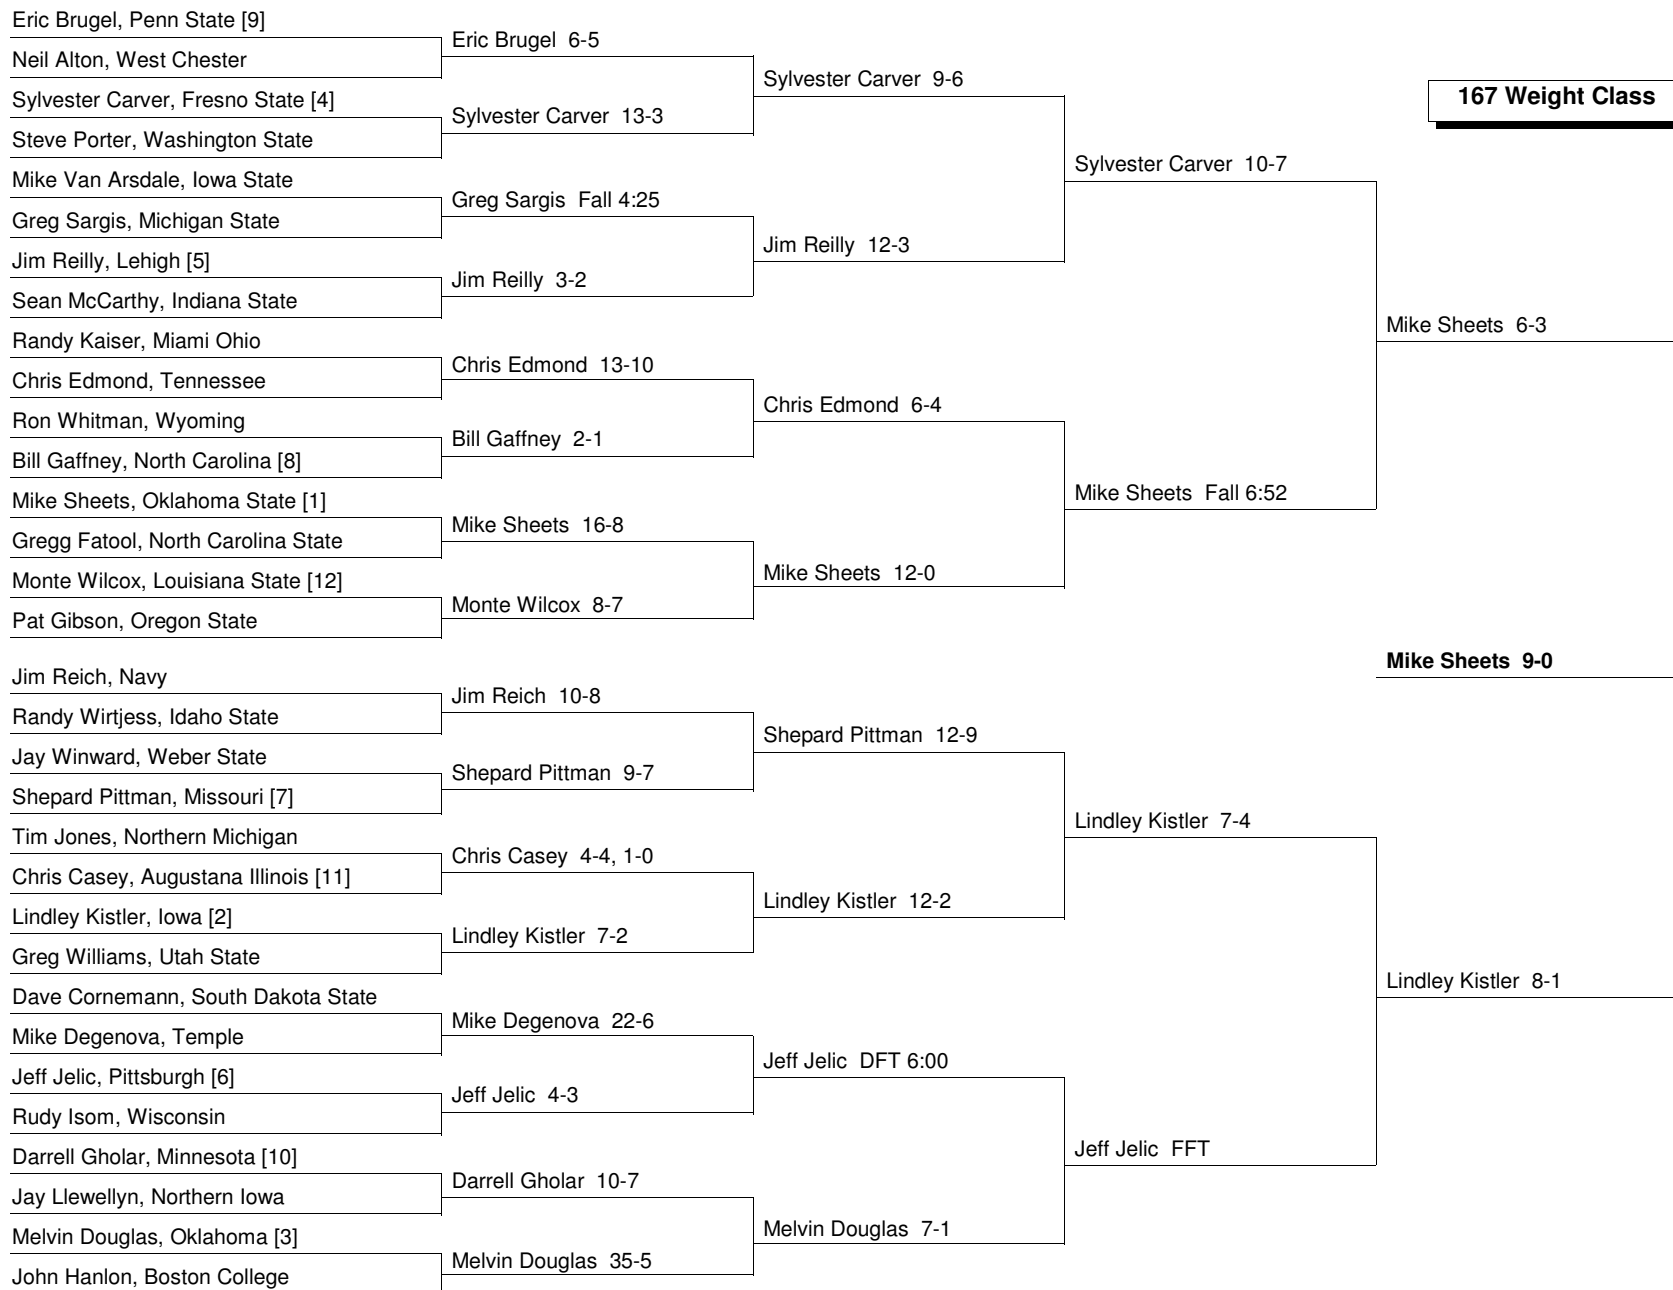 Eric Brugel, Penn State [9]
Neil Alton, West Chester
Sylvester Carver, Fresno State [4]
Steve Porter, Washington State
Mike Van Arsdale, Iowa State
Greg Sargis, Michigan State
Jim Reilly, Lehigh [5]
Sean McCarthy, Indiana State
Randy Kaiser, Miami Ohio
Chris Edmond, Tennessee
Ron Whitman, Wyoming
Bill Gaffney, North Carolina [8]
Mike Sheets, Oklahoma State [1]
Gregg Fatool, North Carolina State
Monte Wilcox, Louisiana State [12]
Pat Gibson, Oregon State
Jim Reich, Navy
Randy Wirtjess, Idaho State
Jay Winward, Weber State
Shepard Pittman, Missouri [7]
Tim Jones, Northern Michigan
Chris Casey, Augustana Illinois [11]
Lindley Kistler, Iowa [2]
Greg Williams, Utah State
Dave Cornemann, South Dakota State
Mike Degenova, Temple
Jeff Jelic, Pittsburgh [6]
Rudy Isom, Wisconsin
Darrell Gholar, Minnesota [10]
Jay Llewellyn, Northern Iowa
Melvin Douglas, Oklahoma [3]
John Hanlon, Boston College
Eric Brugel 6-5
Sylvester Carver 13-3
Greg Sargis Fall 4:25
Jim Reilly 3-2
Chris Edmond 13-10
Bill Gaffney 2-1
Mike Sheets 16-8
Monte Wilcox 8-7
Jim Reich 10-8
Shepard Pittman 9-7
Chris Casey 4-4, 1-0
Lindley Kistler 7-2
Mike Degenova 22-6
Jeff Jelic 4-3
Darrell Gholar 10-7
Melvin Douglas 35-5
Sylvester Carver 9-6
Jim Reilly 12-3
Chris Edmond 6-4
Mike Sheets 12-0
Shepard Pittman 12-9
Lindley Kistler 12-2
Jeff Jelic DFT 6:00
Melvin Douglas 7-1
Sylvester Carver 10-7
Mike Sheets Fall 6:52
Lindley Kistler 7-4
Jeff Jelic FFT
167 Weight Class
Mike Sheets 6-3
Mike Sheets 9-0
Lindley Kistler 8-1